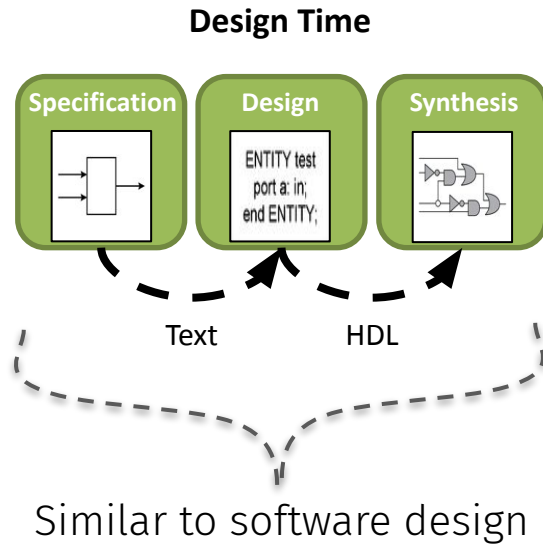 Design Time
Specification
Design
Synthesis
ENTITY test
port a: in;
end ENTITY;
Text
HDL
Similar to software design